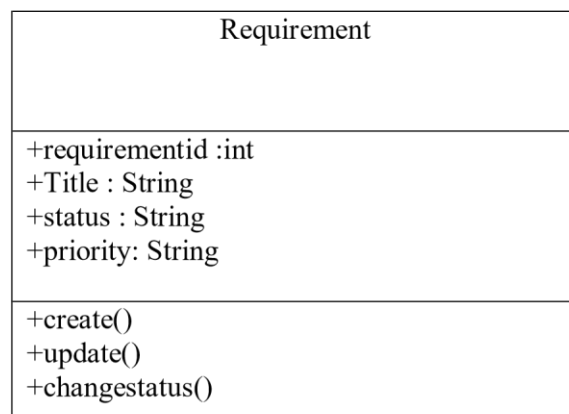 Requirement
+requirementid :int
+Title : String
+status : String
+priority: String
+create()
+update()
+changestatus()